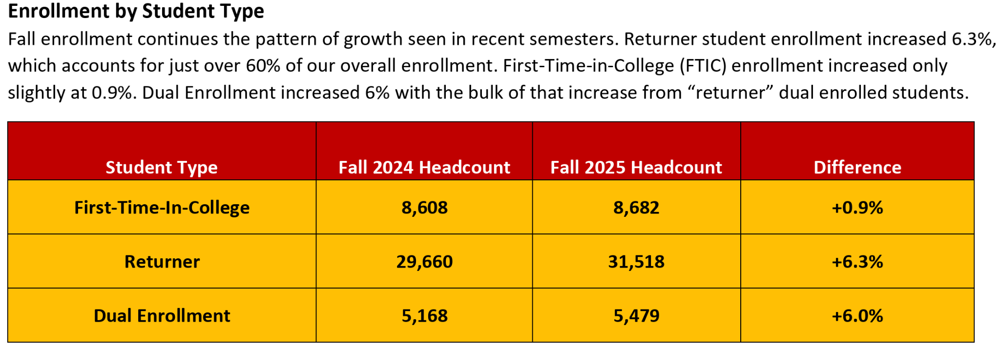 Enrollment by Student Type
Fall enrollment continues the pattern of growth seen in recent semesters. Returner student enrollment increased 6.3%,
which accounts for just over 60% of our overall enrollment. First-Time-in-College (FTIC) enrollment increased only
slightly at 0.9%. Dual Enrollment increased 6% with the bulk of that increase from “returner” dual enrolled students.
Student Type Fall 2024 Headcount Fall 2025 Headcount Difference
First-Time-In-College 8,608 8,682 +0.9%
Returner 29,660 31,518 +6.3%
Dual Enrollment 5,168 5,479 +6.0%